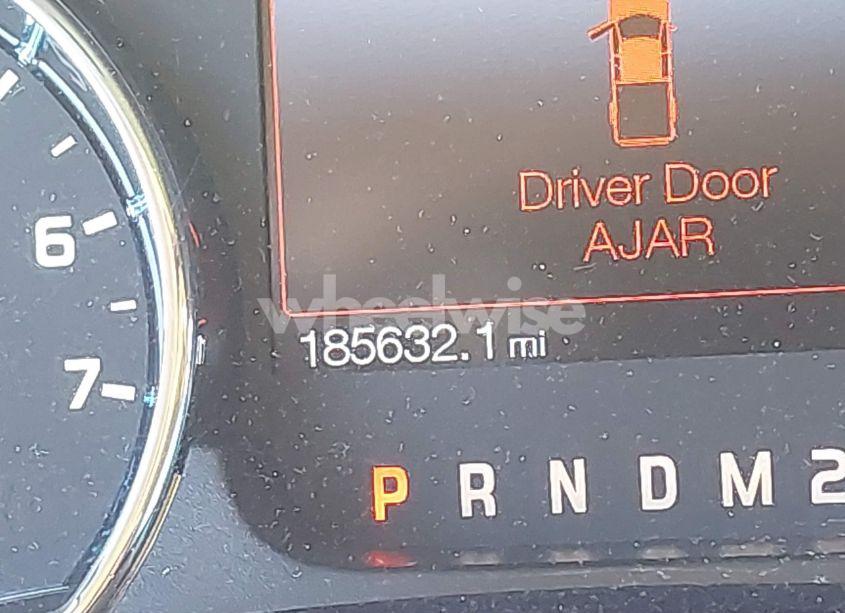 Driver Door
AJAR
6
wheelwise
185632.1 mi
7
P R N D M 2